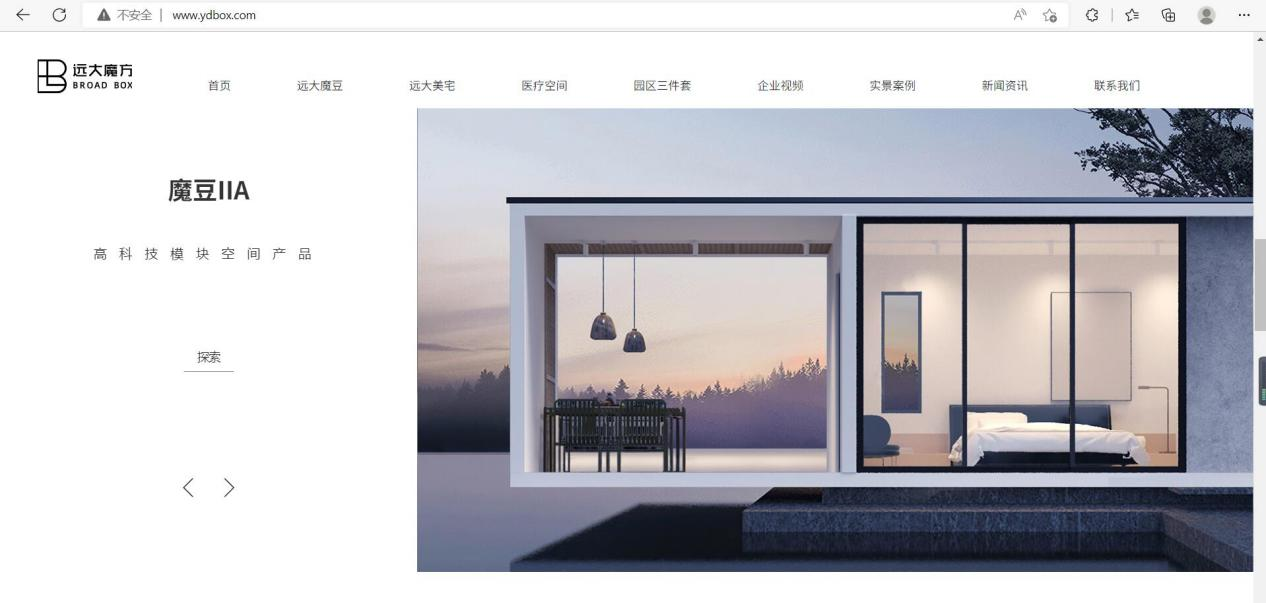 不安全 | www.ydbox.com
远大魔方
BROAD BOX
首页 远大魔豆 远大美宅 医疗空间 园区三件套 企业视频 实景案例 新闻资讯 联系我们
魔豆IIA
高科技模块空间产品
探索